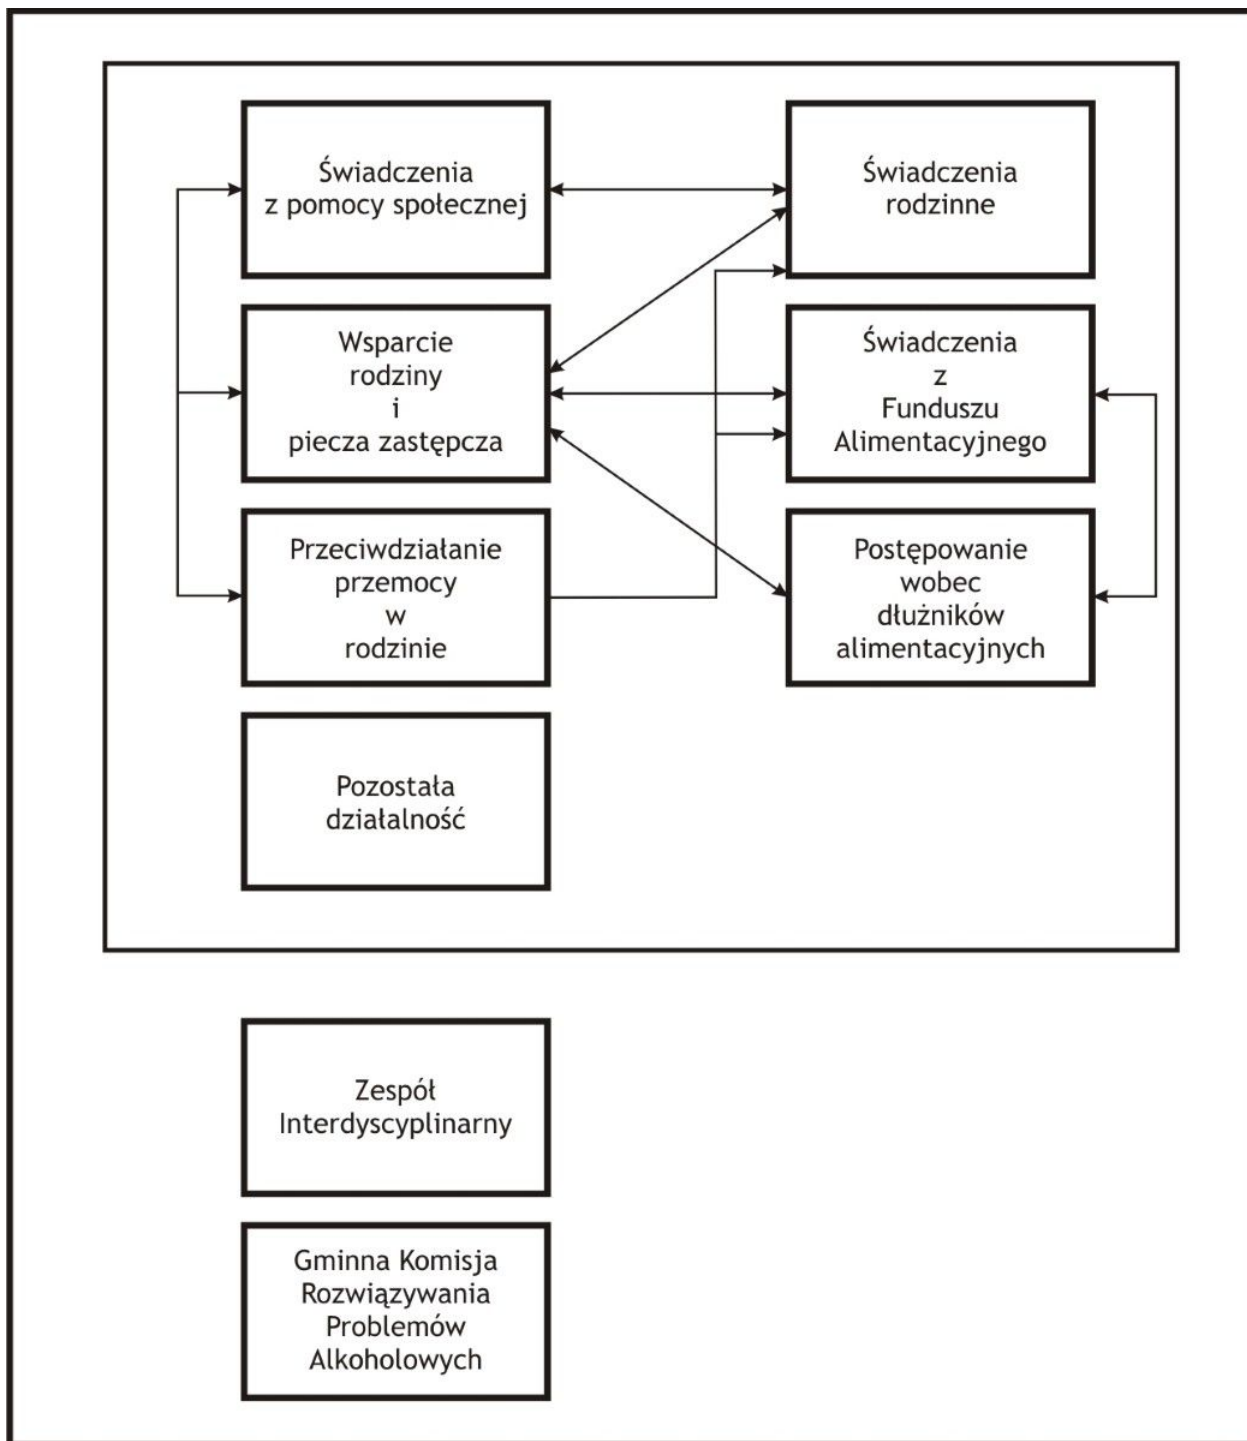 Świadczenia
z pomocy społecznej
Świadczenia
rodzinne
Wsparcie
rodziny
i
piecza zastępcza
Świadczenia
z
Funduszu
Alimentacyjnego
Przeciwdziałanie
przemocy
w
rodzinie
Postępowanie
wobec
dłużników
alimentacyjnych
Pozostała
działalność
Zespół
Interdyscyplinarny
Gminna Komisja
Rozwiązywania
Problemów
Alkoholowych